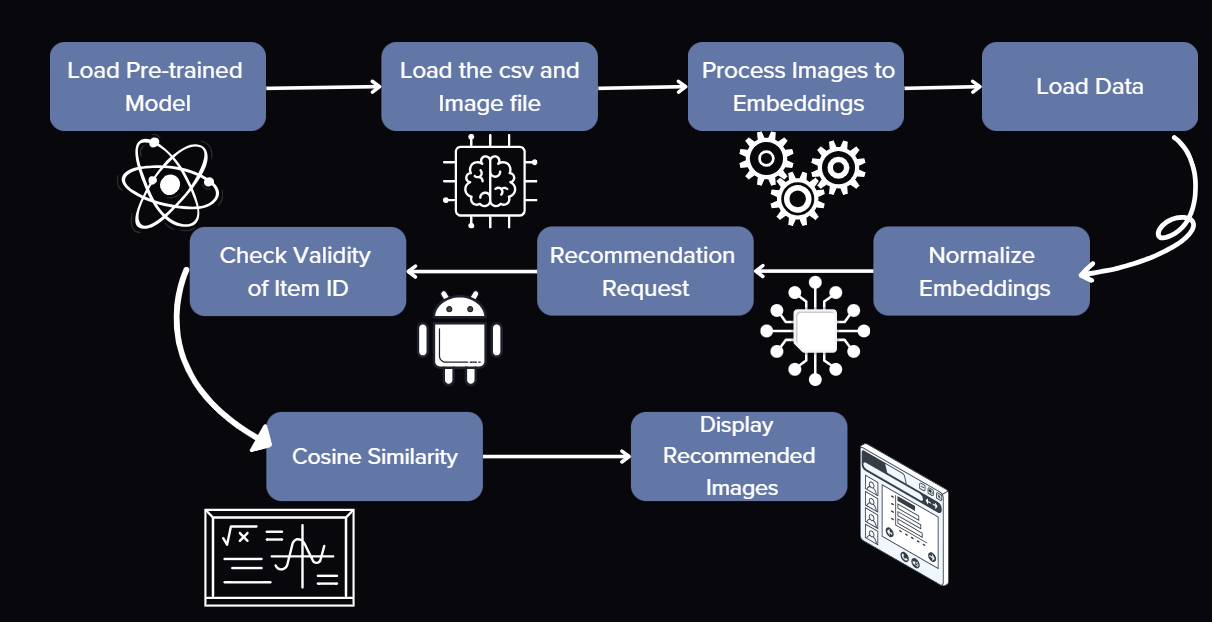 Load Pre-trained
Model
Load the csv and
Image file
Process Images to
Embeddings
Load Data
Normalize
Embeddings
Recommendation
Request
Check Validity
of Item ID
Cosine Similarity
Display
Recommended
Images
√x =